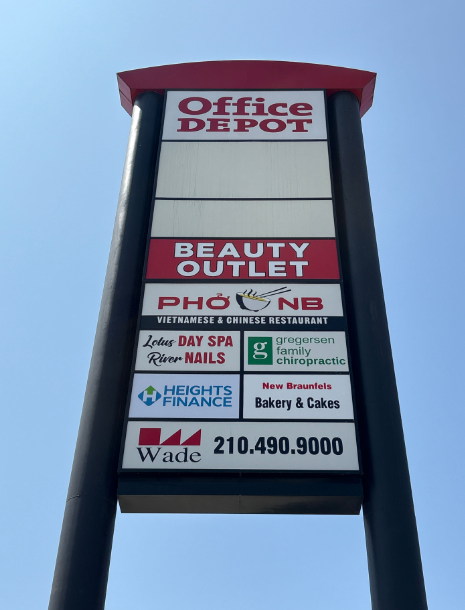 Office
DEPOT
BEAUTY
OUTLET
PHỞ NB
VIETNAMESE & CHINESE RESTAURANT
Lotus DAY SPA
River NAILS
g gregersen
family
chiropractic
HEIGHTS
FINANCE
New Braunfels
Bakery & Cakes
Wade 210.490.9000